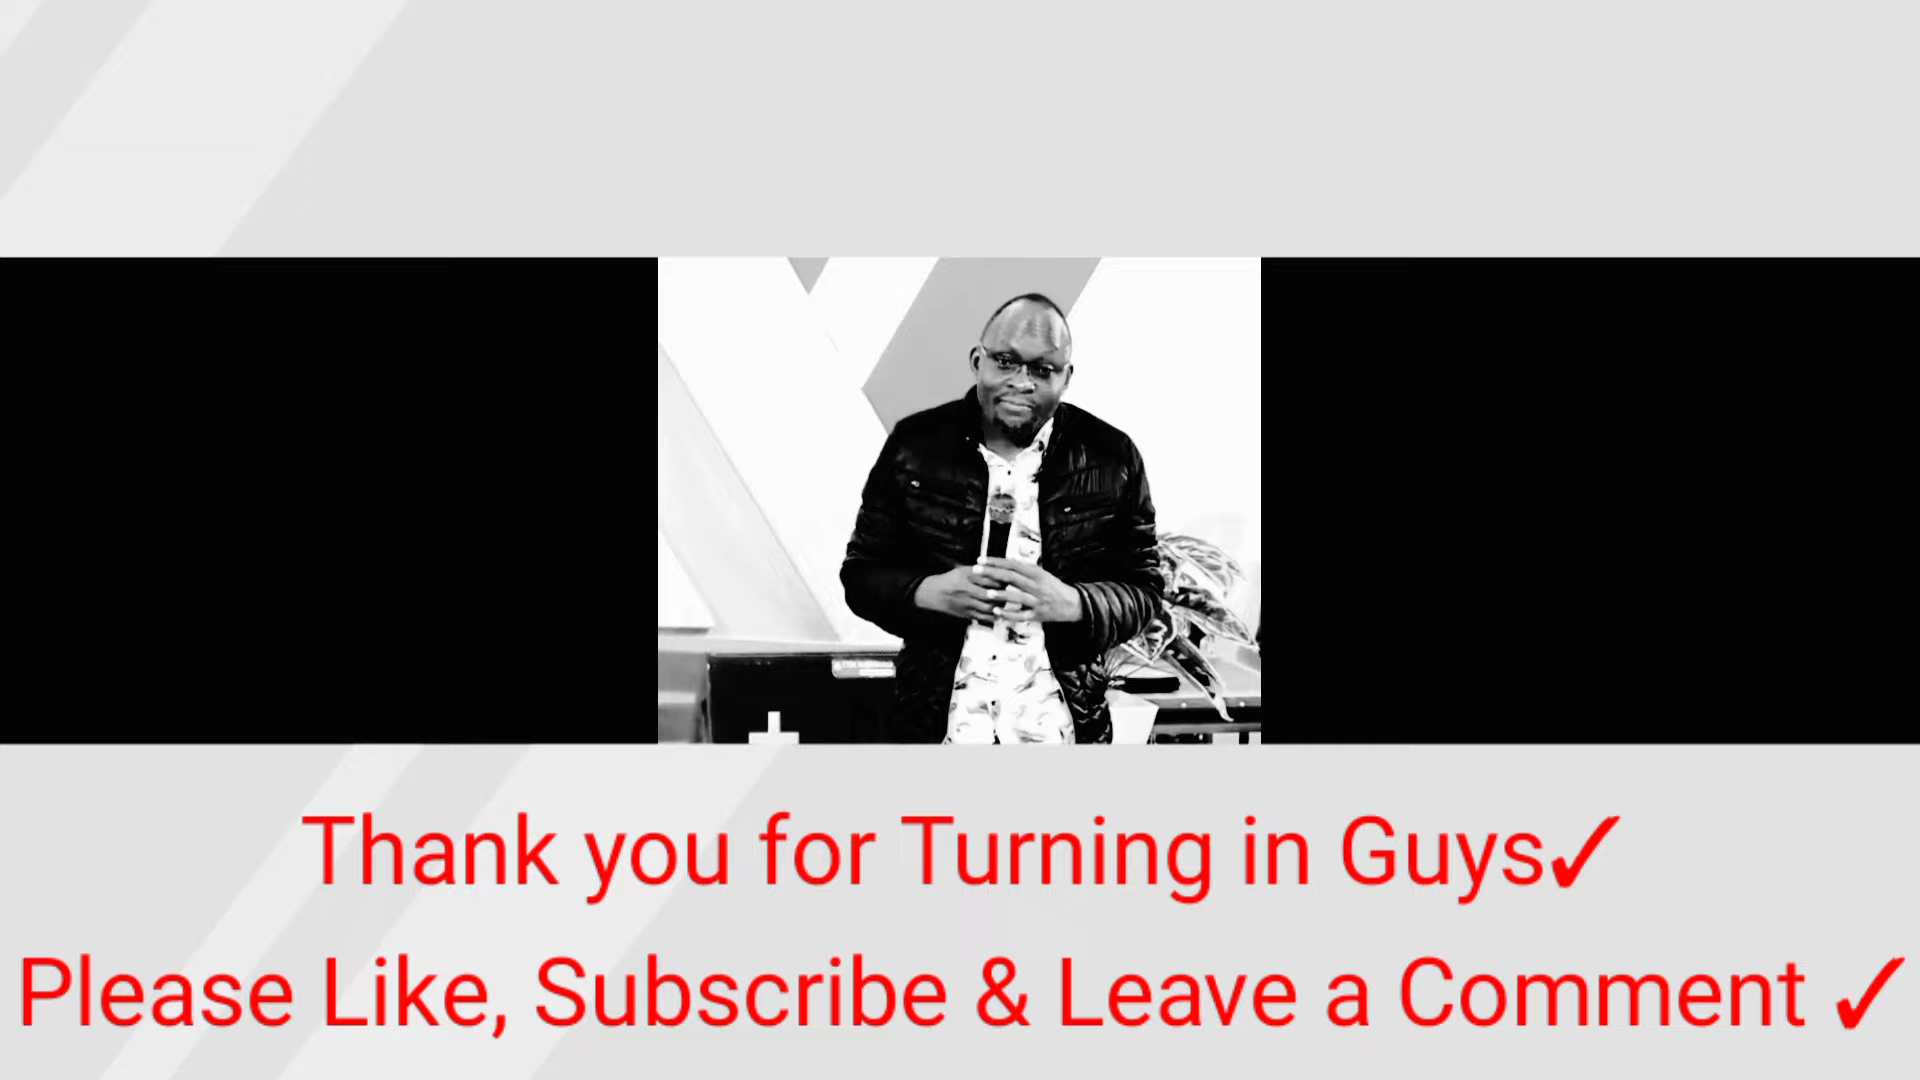 Thank you for Turning in Guys✓
Please Like, Subscribe & Leave a Comment ✓